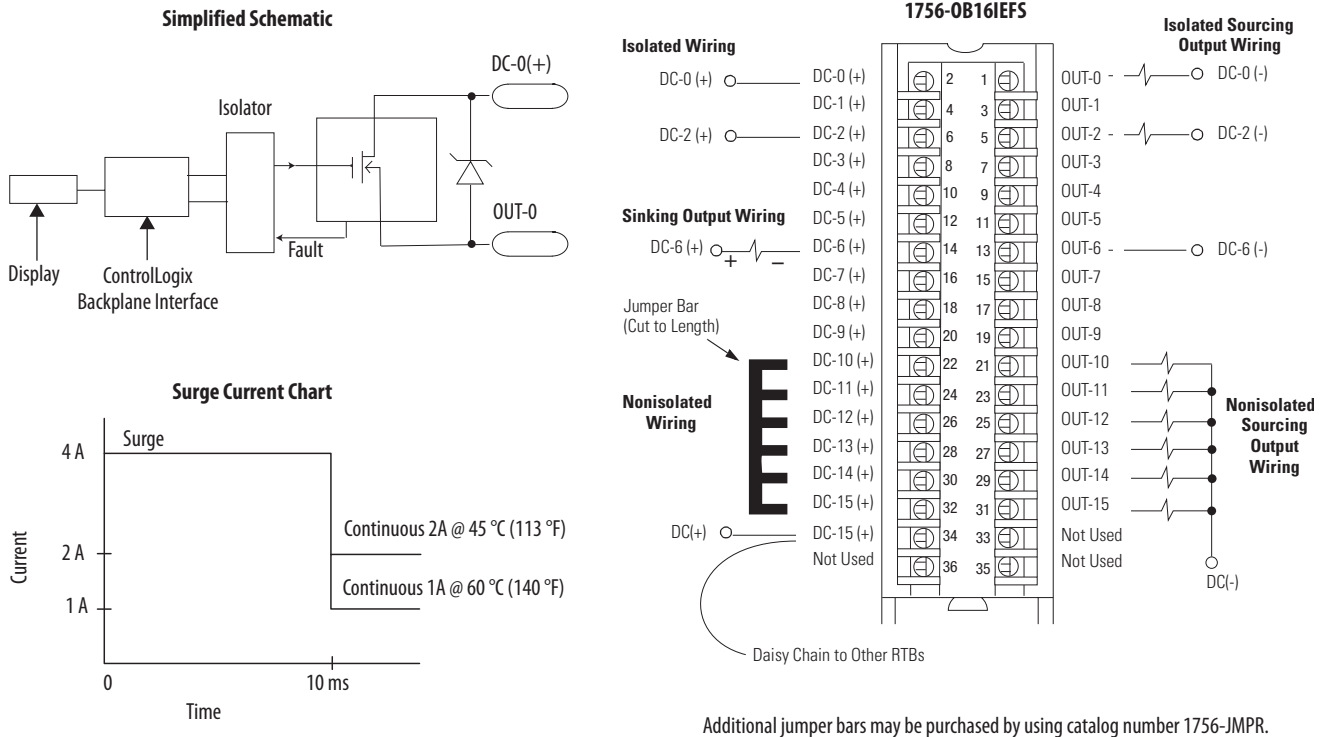 Simplified Schematic
DC-0(+)
Isolator
OUT-0
Fault
Display
ControlLogix
Backplane Interface
Surge Current Chart
Current
4 A
Surge
2 A
Continuous 2A @ 45 °C (113 °F)
1 A
Continuous 1A @ 60 °C (140 °F)
0
10 ms
Time
1756-OB16IEFS
Isolated Wiring
Isolated Sourcing
Output Wiring
DC-0 (+) DC-0 (+) 2 1 OUT-0 DC-0 (-)
DC-1 (+) 4 3 OUT-1
DC-2 (+) DC-2 (+) 6 5 OUT-2 DC-2 (-)
DC-3 (+) 8 7 OUT-3
DC-4 (+) 10 9 OUT-4
Sinking Output Wiring
DC-5 (+) 12 11 OUT-5
DC-6 (+) + – DC-6 (+) 14 13 OUT-6 DC-6 (-)
DC-7 (+) 16 15 OUT-7
Jumper Bar
(Cut to Length)
DC-8 (+) 18 17 OUT-8
DC-9 (+) 20 19 OUT-9
DC-10 (+) 22 21 OUT-10
DC-11 (+) 24 23 OUT-11
Nonisolated
Wiring
DC-12 (+) 26 25 OUT-12
DC-13 (+) 28 27 OUT-13
DC-14 (+) 30 29 OUT-14
DC-15 (+) 32 31 OUT-15
Nonisolated
Sourcing
Output
Wiring
DC(+) DC-15 (+) 34 33 Not Used
Not Used 36 35 Not Used
DC(-)
Daisy Chain to Other RTBs
Additional jumper bars may be purchased by using catalog number 1756-JMPR.